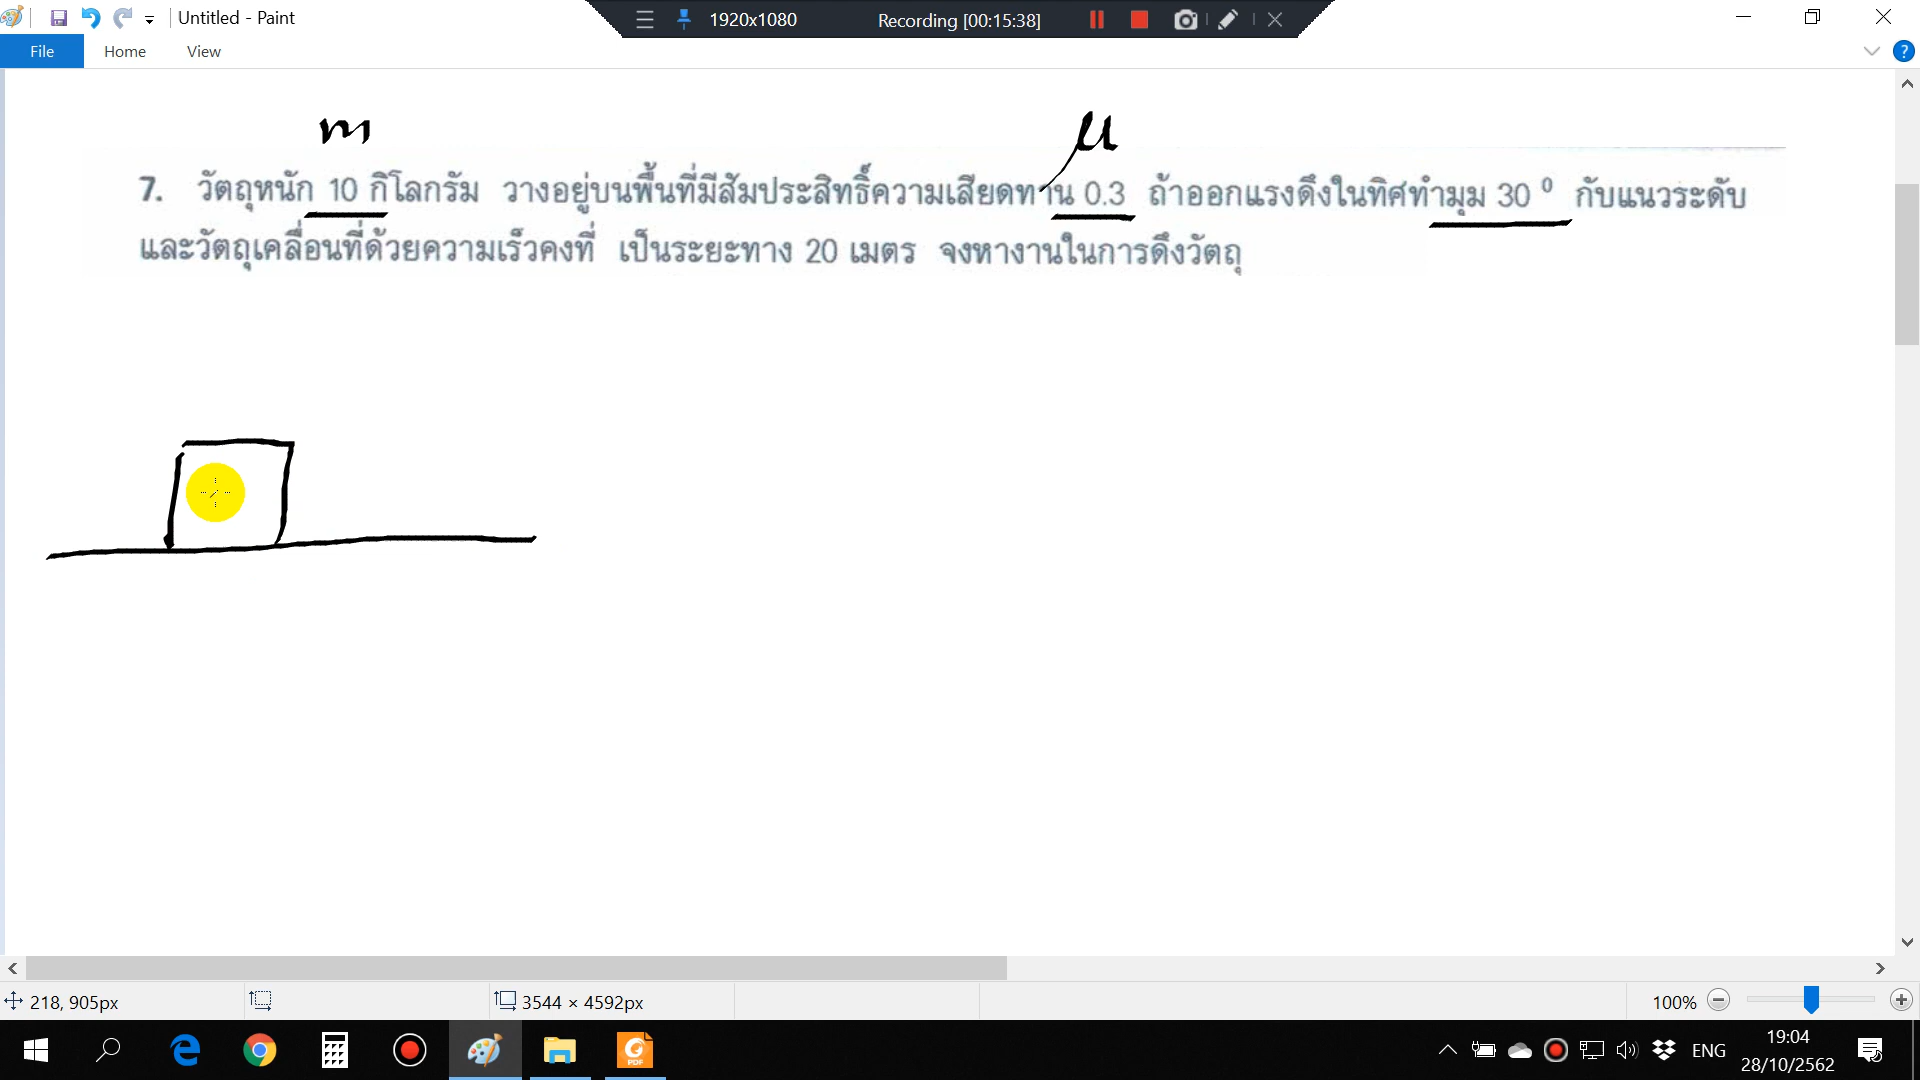 Untitled - Paint
1920x1080
Recording [00:15:38]
File
Home
View
?
m
μ
7. วัตถุหนัก 10 กิโลกรัม วางอยู่บนพื้นที่มีสัมประสิทธิ์ความเสียดทาน 0.3 ถ้าออกแรงดึงในทิศทำมุม 30 ⁰ กับแนวระดับ
และวัตถุเคลื่อนที่ด้วยความเร็วคงที่ เป็นระยะทาง 20 เมตร จงหางานในการดึงวัตถุ
218, 905px
3544 × 4592px
100%
PDF
ENG
19:04
28/10/2562